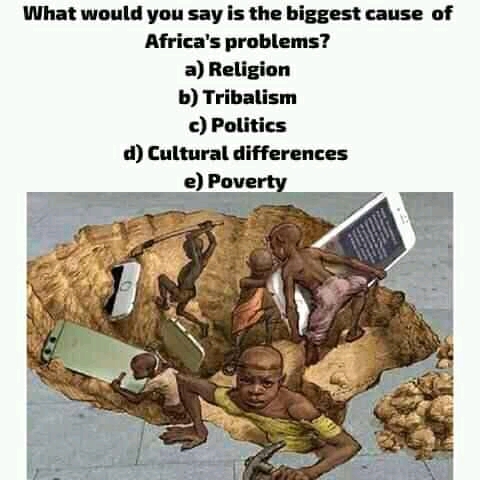 What would you say is the biggest cause of
Africa's problems?
a) Religion
b) Tribalism
c) Politics
d) Cultural differences
e) Poverty